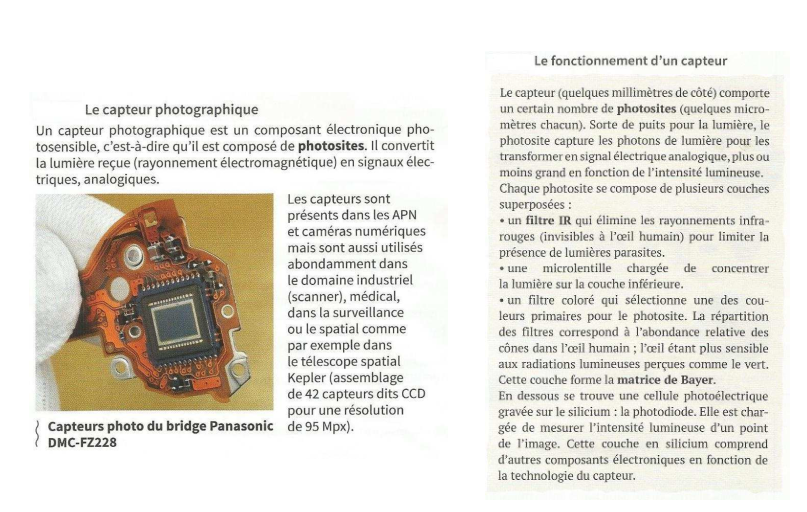 Le capteur photographique
Un capteur photographique est un composant électronique pho-
tosensible, c'est-à-dire qu'il est composé de photosites. Il convertit
la lumière reçue (rayonnement électromagnétique) en signaux élec-
triques, analogiques.
Les capteurs sont
présents dans les APN
et caméras numériques
mais sont aussi utilisés
abondamment dans
le domaine industriel
(scanner), médical,
dans la surveillance
ou le spatial comme
par exemple dans
le télescope spatial
Kepler (assemblage
de 42 capteurs dits CCD
pour une résolution
de 95 Mpx).
Capteurs photo du bridge Panasonic
DMC-FZ228
Le fonctionnement d'un capteur
Le capteur (quelques millimètres de côté) comporte
un certain nombre de photosites (quelques micro-
mètres chacun). Sorte de puits pour la lumière, le
photosite capture les photons de lumière pour les
transformer en signal électrique analogique, plus ou
moins grand en fonction de l'intensité lumineuse.
Chaque photosite se compose de plusieurs couches
superposées :
• un filtre IR qui élimine les rayonnements infra-
rouges (invisibles à l'œil humain) pour limiter la
présence de lumières parasites.
• une microlentille chargée de concentrer
la lumière sur la couche inférieure.
• un filtre coloré qui sélectionne une des cou-
leurs primaires pour le photosite. La répartition
des filtres correspond à l'abondance relative des
cônes dans l'œil humain ; l'œil étant plus sensible
aux radiations lumineuses perçues comme le vert.
Cette couche forme la matrice de Bayer.
En dessous se trouve une cellule photoélectrique
gravée sur le silicium : la photodiode. Elle est char-
gée de mesurer l'intensité lumineuse d'un point
de l'image. Cette couche en silicium comprend
d'autres composants électroniques en fonction de
la technologie du capteur.